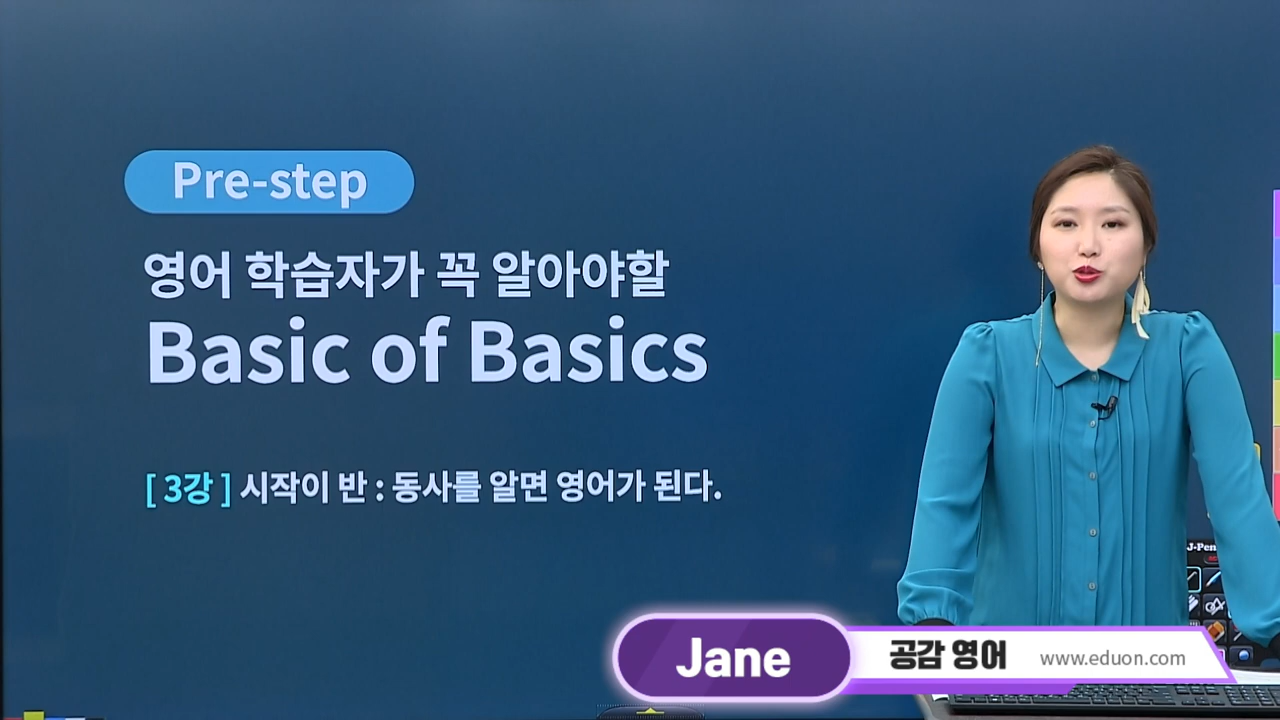 Pre-step
영어 학습자가 꼭 알아야할
Basic of Basics
[ 3강 ] 시작이 반 : 동사를 알면 영어가 된다.
J-Pen
Jane
공감 영어
www.eduon.com